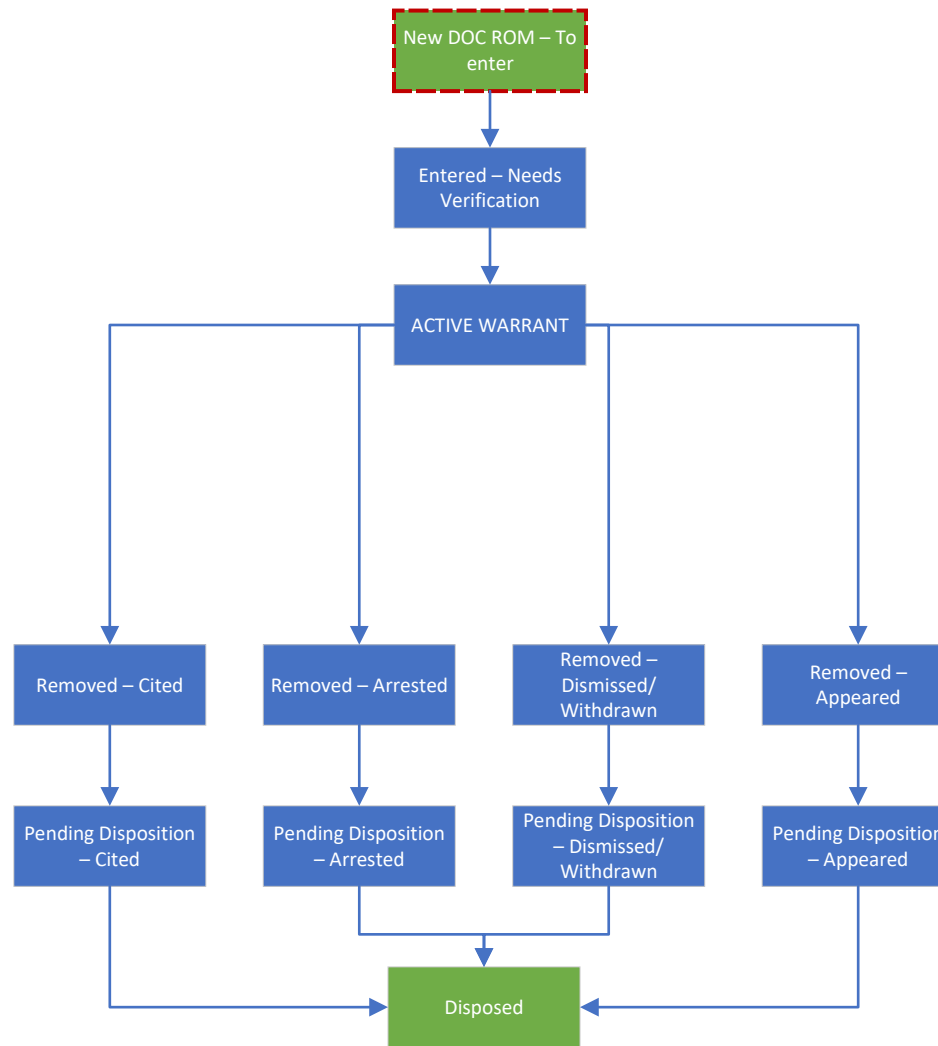 New DOC ROM – To
enter
Entered – Needs
Verification
ACTIVE WARRANT
Removed – Cited
Removed – Arrested
Removed –
Dismissed/
Withdrawn
Removed –
Appeared
Pending Disposition
– Cited
Pending Disposition
– Arrested
Pending Disposition
– Dismissed/
Withdrawn
Pending Disposition
– Appeared
Disposed